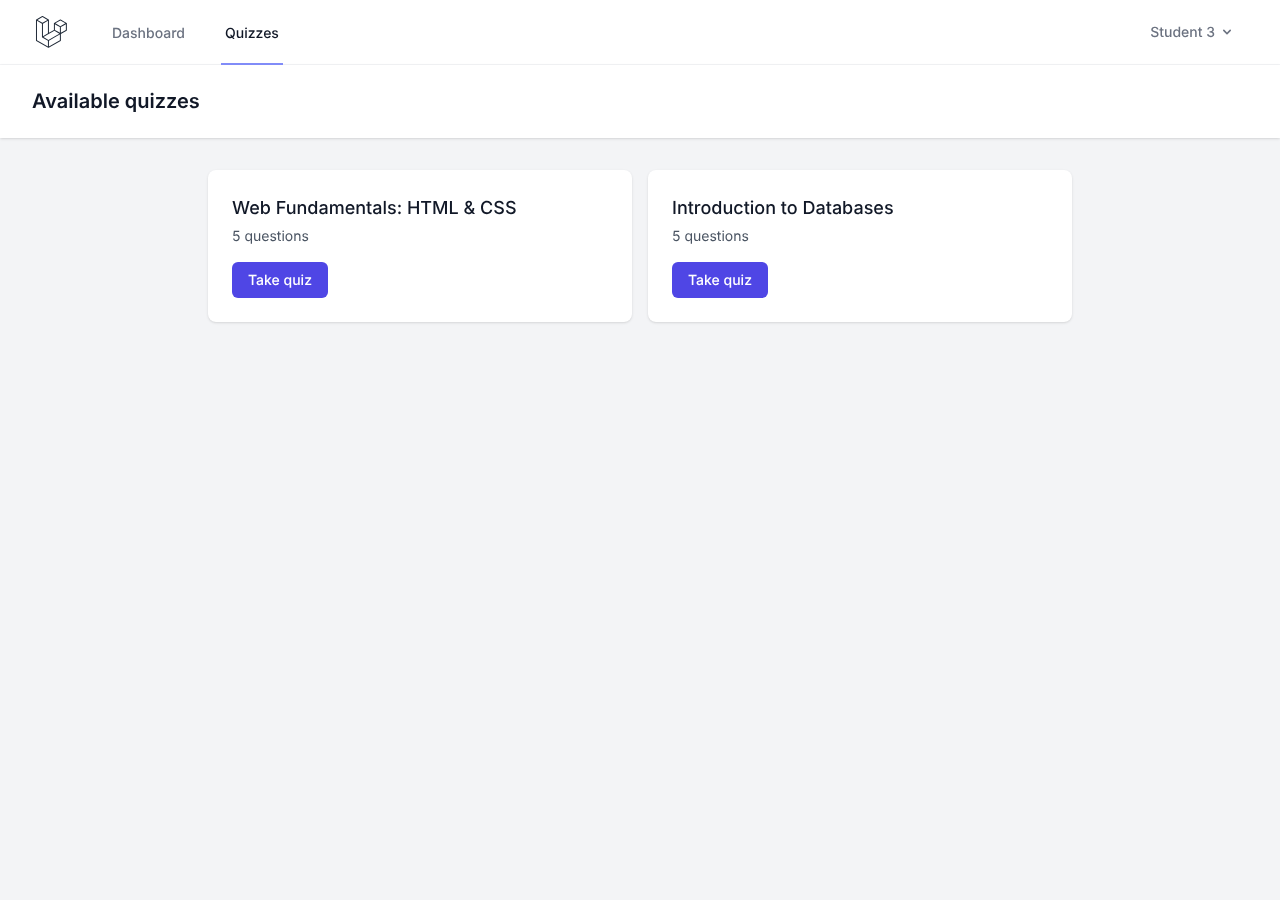 Dashboard
Quizzes
Student 3
Available quizzes
Web Fundamentals: HTML & CSS
5 questions
Take quiz
Introduction to Databases
5 questions
Take quiz